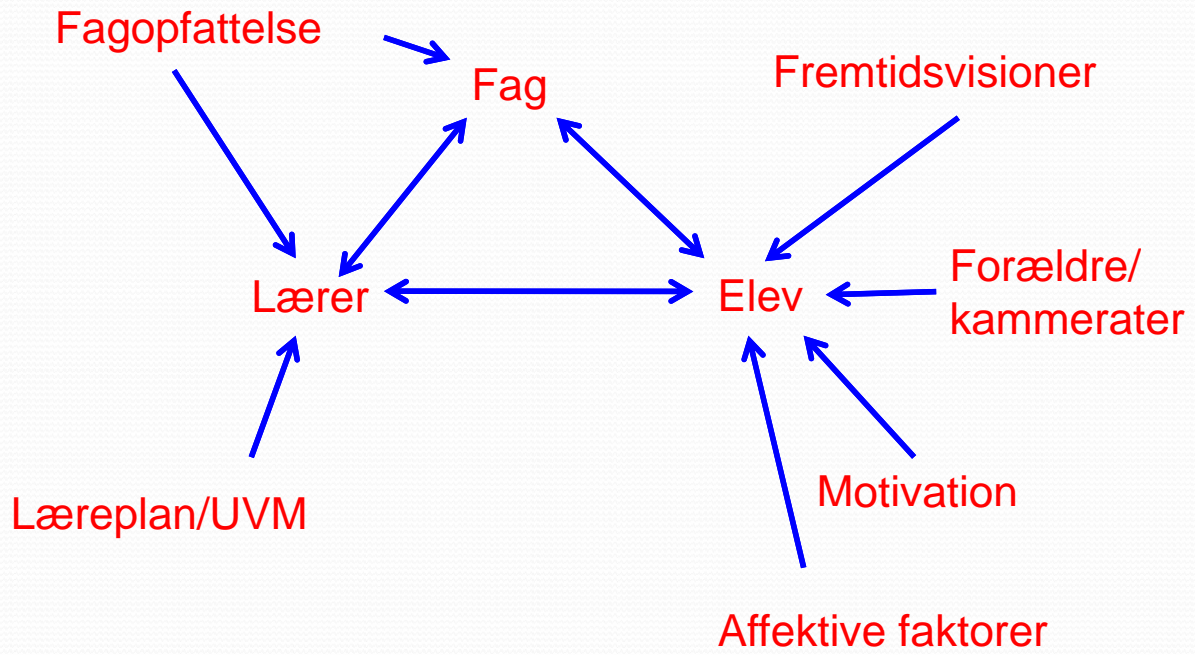 Fagopfattelse
Fag
Fremtidsvisioner
Lærer
Elev
Forældre/
kammerater
Læreplan/UVM
Motivation
Affektive faktorer